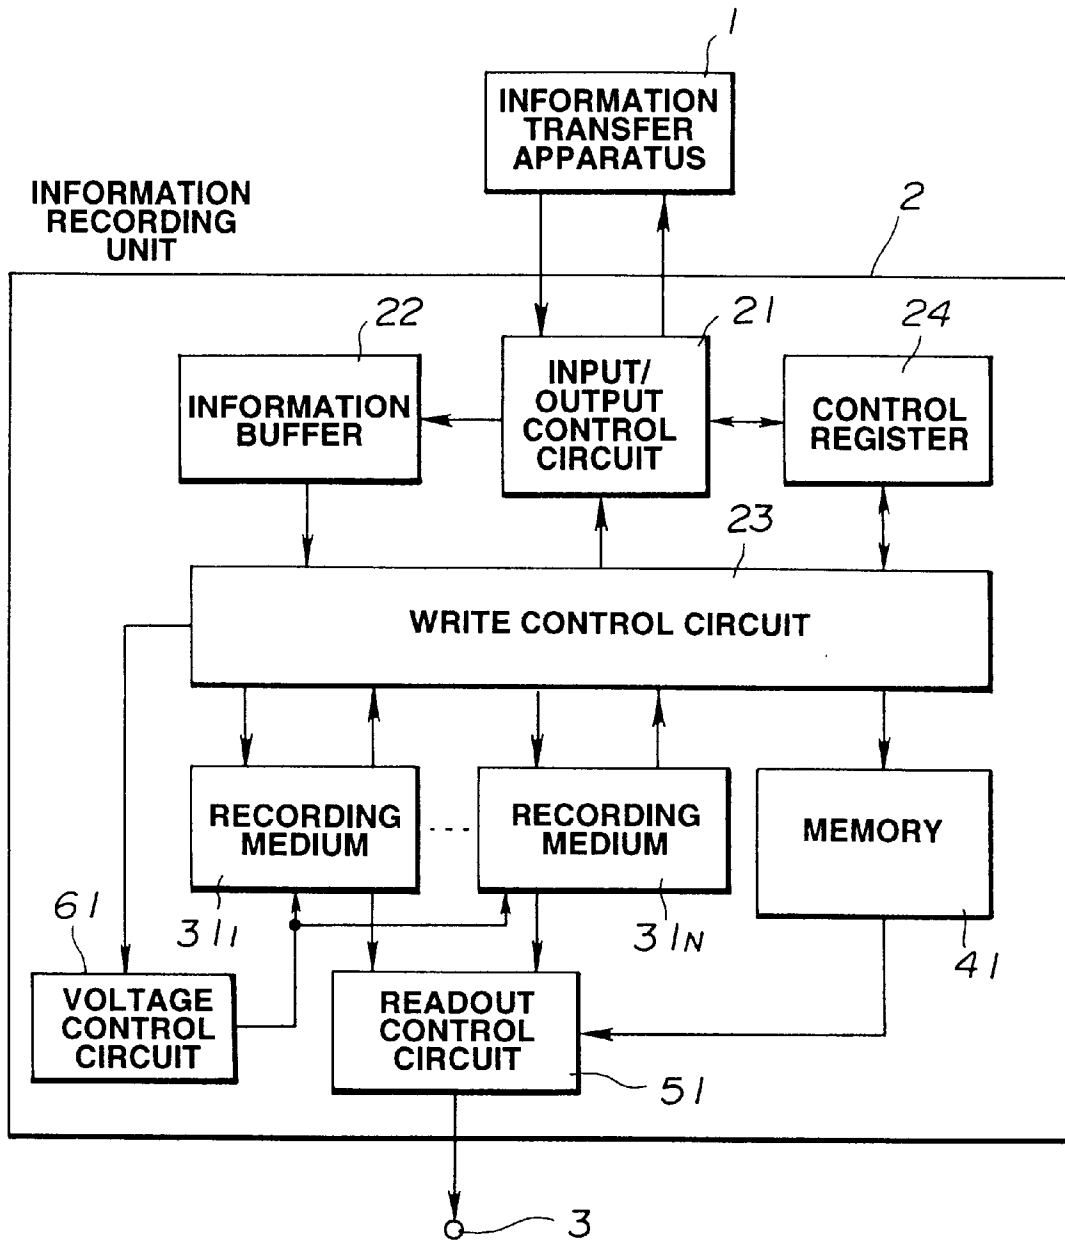 1
INFORMATION
TRANSFER
APPARATUS
INFORMATION
RECORDING
UNIT
2
22
21
24
INFORMATION
BUFFER
INPUT/
OUTPUT
CONTROL
CIRCUIT
CONTROL
REGISTER
23
WRITE CONTROL CIRCUIT
RECORDING
MEDIUM
RECORDING
MEDIUM
MEMORY
61
311
31N
41
VOLTAGE
CONTROL
CIRCUIT
READOUT
CONTROL
CIRCUIT
51
3